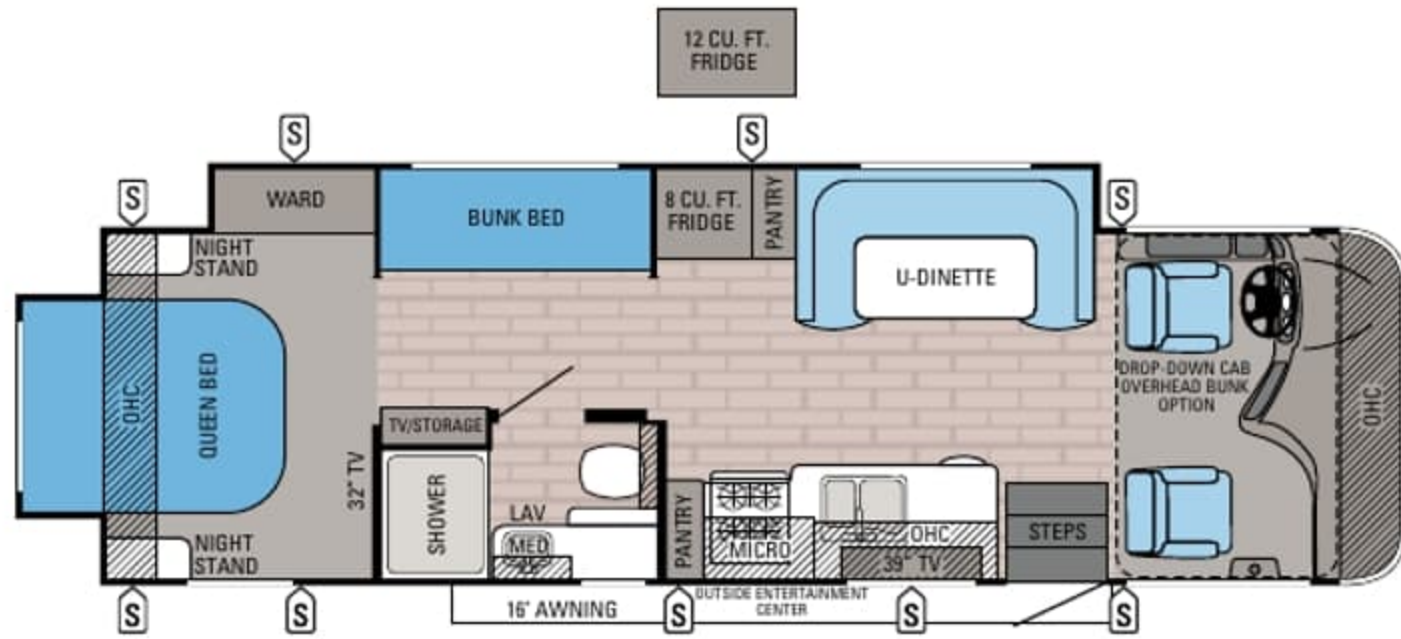 12 CU. FT.
FRIDGE
S
S
S
S
WARD
BUNK BED
8 CU. FT.
FRIDGE
PANTRY
NIGHT
STAND
U-DINETTE
OHC
QUEEN BED
DROP-DOWN CAB
OVERHEAD BUNK
OPTION
OHC
TV/STORAGE
32" TV
SHOWER
LAV
MED
PANTRY
MICRO
OHC
39" TV
STEPS
NIGHT
STAND
OUTSIDE ENTERTAINMENT
CENTER
16' AWNING
S
S
S
S
S